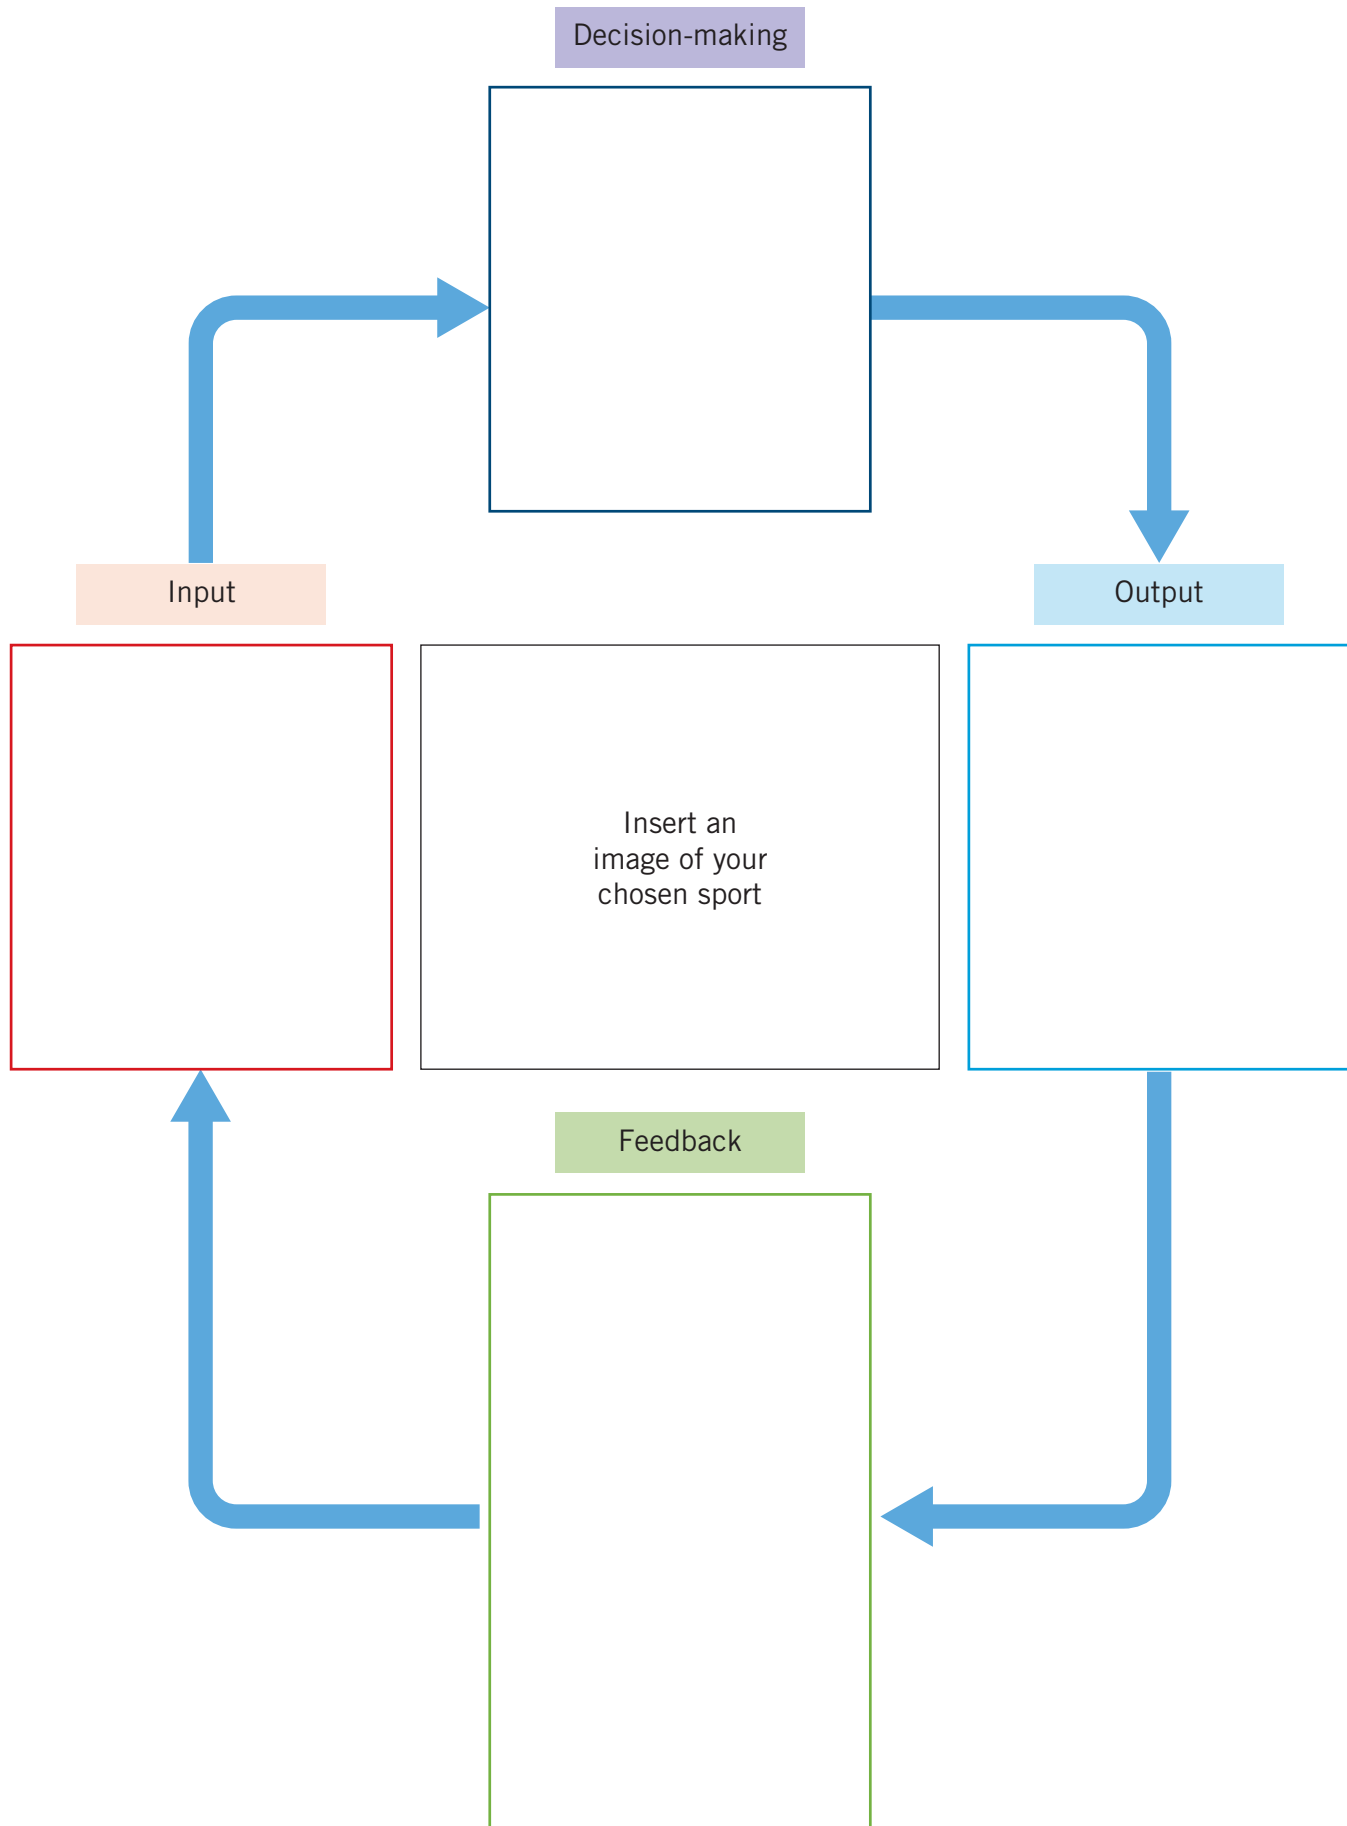 Decision-making
Input
Output
Insert an
image of your
chosen sport
Feedback